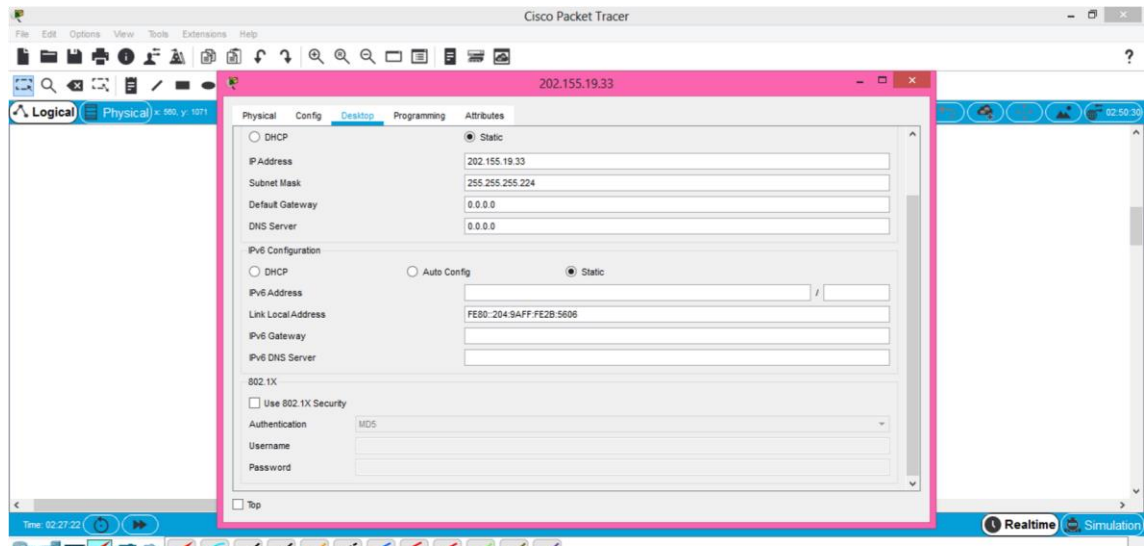 Cisco Packet Tracer
File Edit Options View Tools Extensions Help
?
202.155.19.33
Logical Physical x: 560, y: 1071
02:50:30
Physical Config Desktop Programming Attributes
DHCP Static
IP Address 202.155.19.33
Subnet Mask 255.255.255.224
Default Gateway 0.0.0.0
DNS Server 0.0.0.0
IPv6 Configuration
DHCP Auto Config Static
IPv6 Address /
Link Local Address FE80::204:9AFF:FE2B:5606
IPv6 Gateway
IPv6 DNS Server
802.1X
Use 802.1X Security
Authentication MD5
Username
Password
Top
Time: 02:27:22 Realtime Simulation